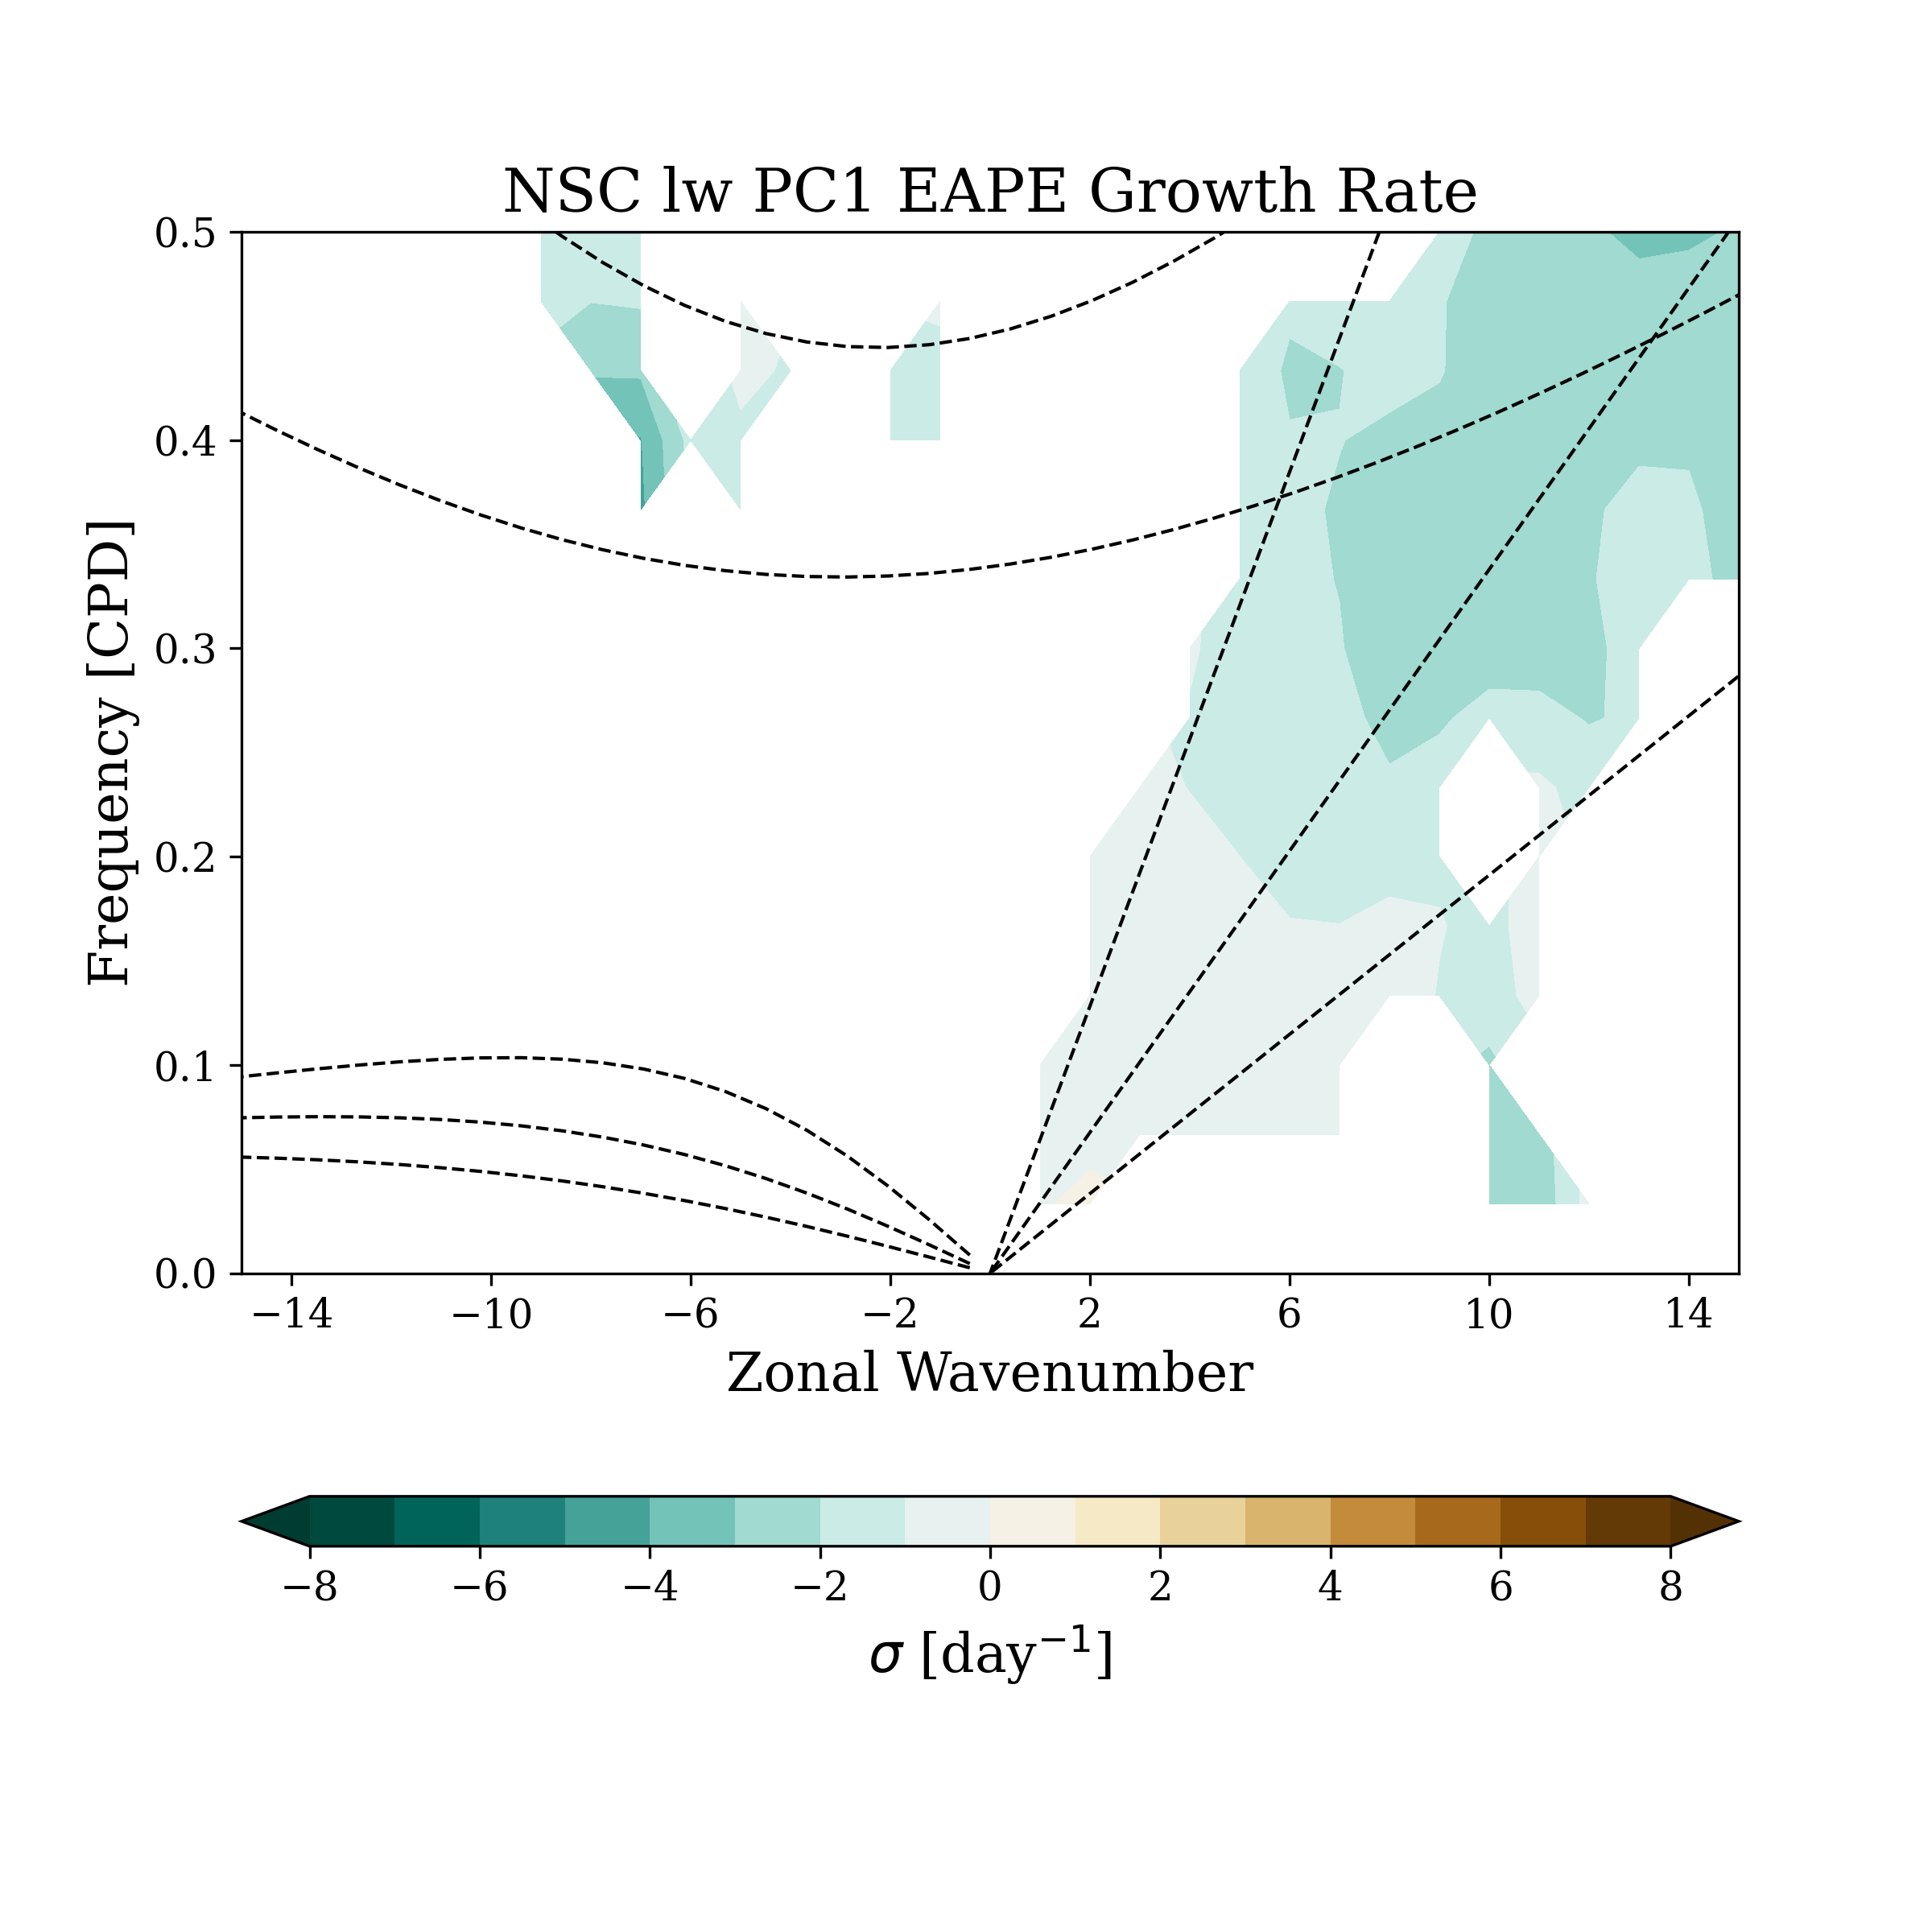 NSC lw PC1 EAPE Growth Rate
0.5
0.4
0.3
0.2
0.1
0.0
Frequency [CPD]
−14 −10 −6 −2 2 6 10 14
Zonal Wavenumber
−8 −6 −4 −2 0 2 4 6 8
σ [day⁻¹]